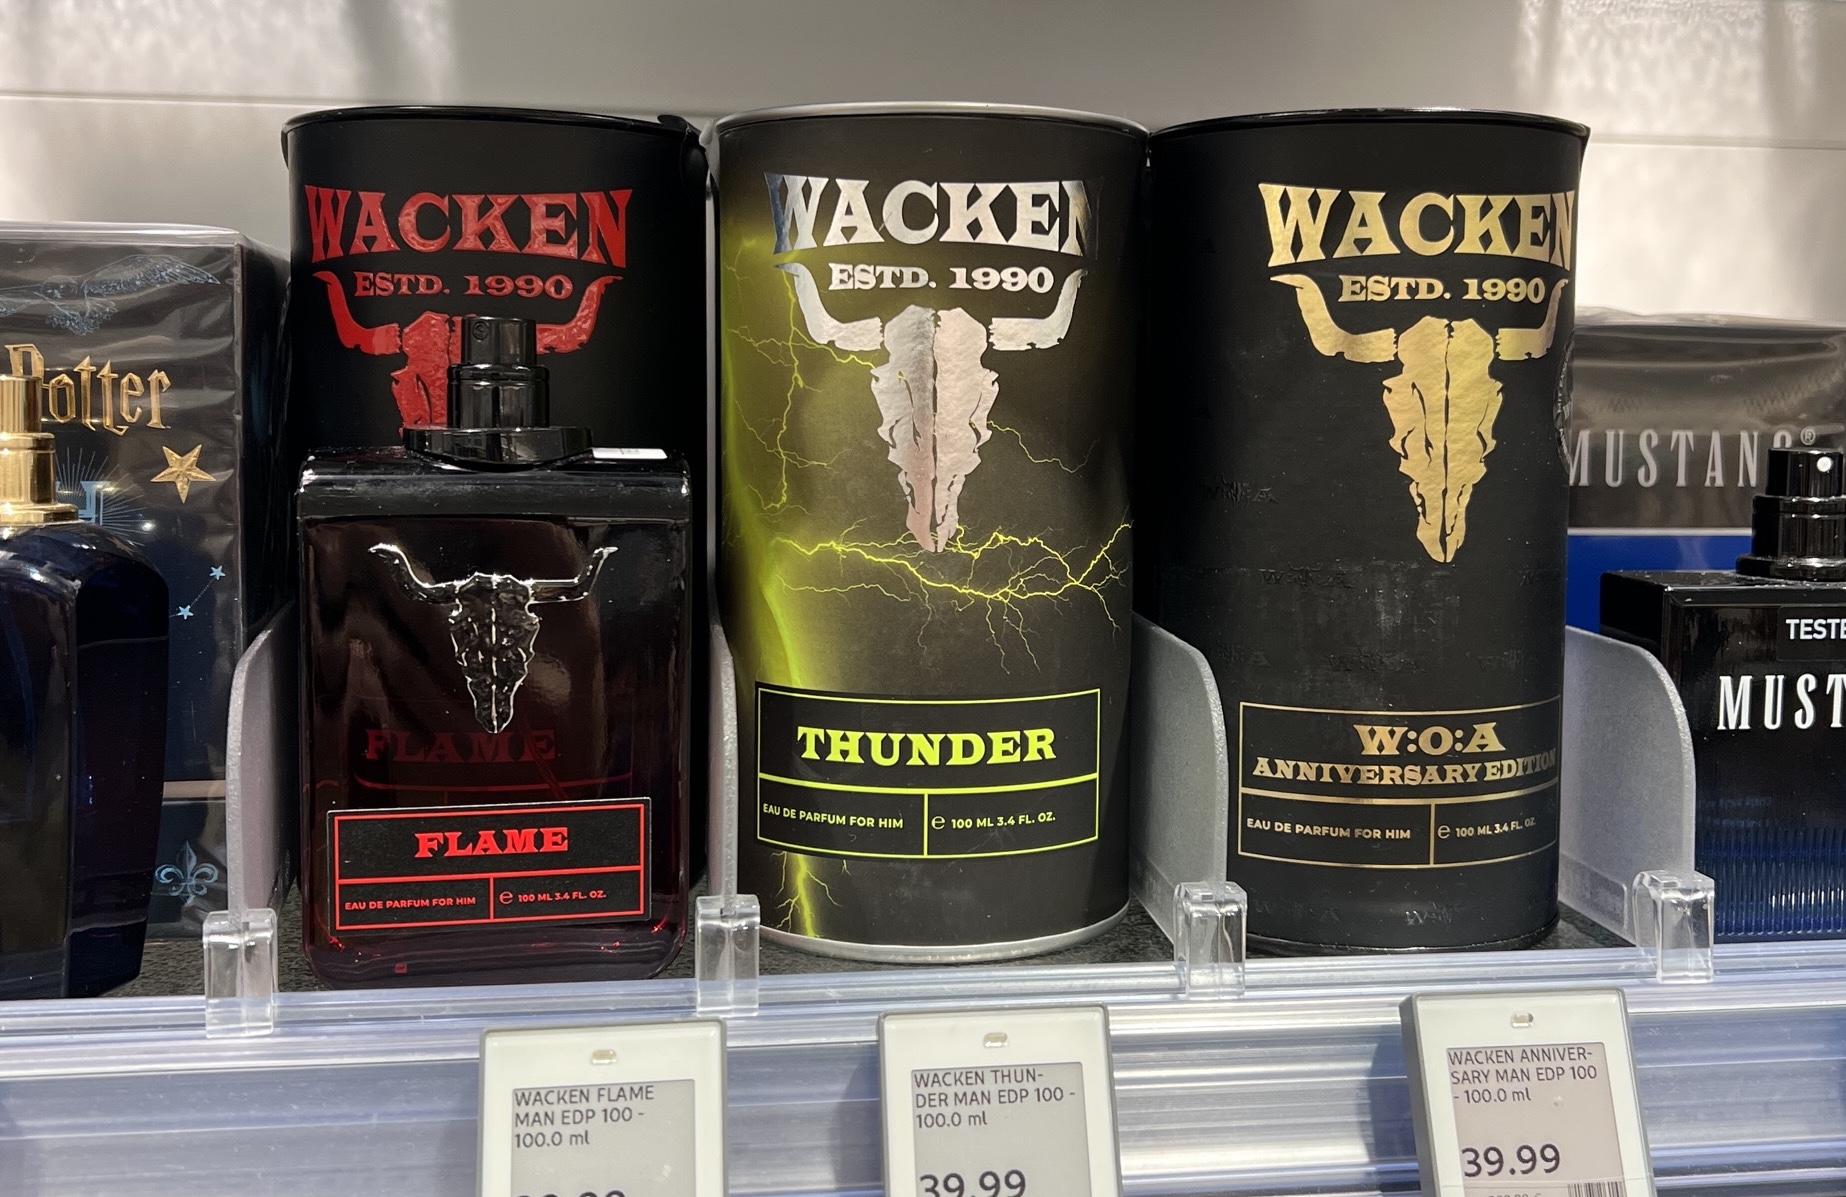 Potter
WACKEN
ESTD. 1990
FLAME
FLAME
EAU DE PARFUM FOR HIM
℮ 100 ML 3.4 FL. OZ.
WACKEN
ESTD. 1990
THUNDER
EAU DE PARFUM FOR HIM
℮ 100 ML 3.4 FL. OZ.
WACKEN
ESTD. 1990
W:O:A
ANNIVERSARY EDITION
EAU DE PARFUM FOR HIM
℮ 100 ML 3.4 FL. OZ.
MUSTANG®
TESTE
MUST
WACKEN FLAME
MAN EDP 100 -
100.0 ml
WACKEN THUN-
DER MAN EDP 100 -
100.0 ml
39.99
WACKEN ANNIVER-
SARY MAN EDP 100
- 100.0 ml
39.99